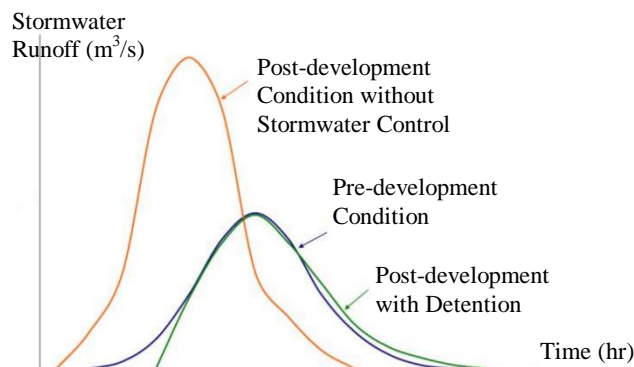 Stormwater
Runoff (m³/s)
Post-development
Condition without
Stormwater Control
Pre-development
Condition
Post-development
with Detention
Time (hr)